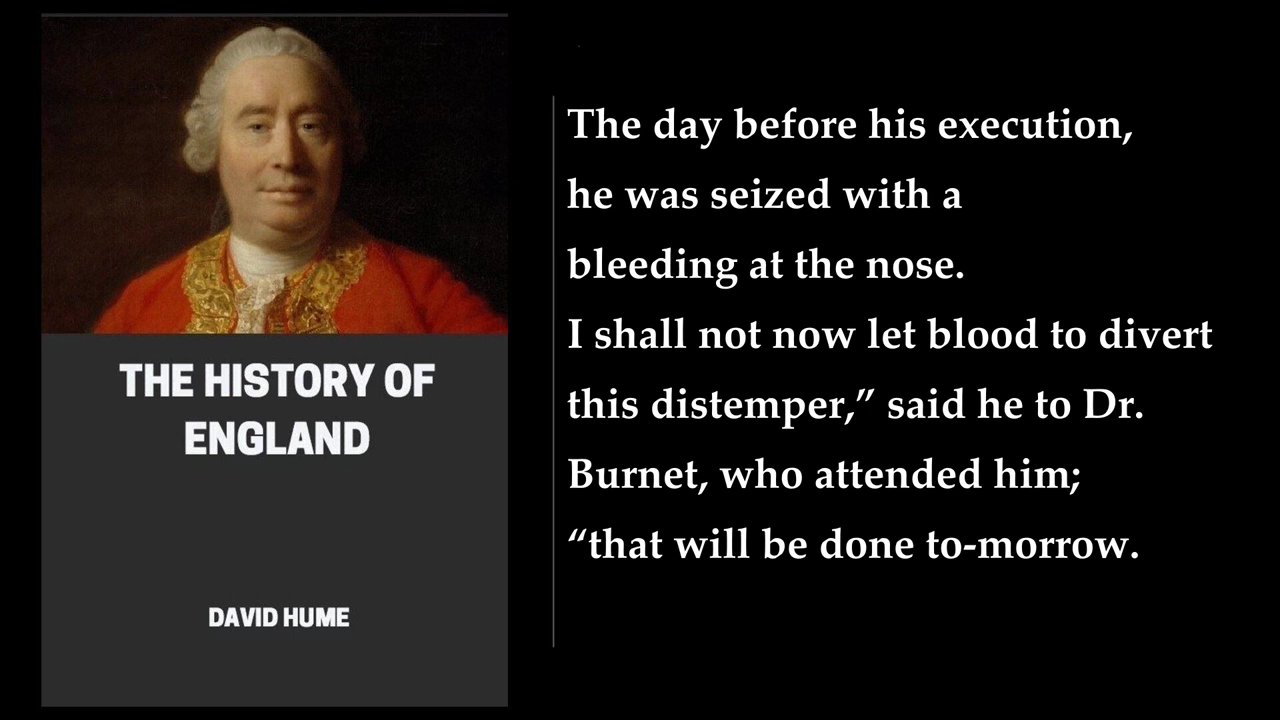 THE HISTORY OF
ENGLAND
DAVID HUME
The day before his execution,
he was seized with a
bleeding at the nose.
I shall not now let blood to divert
this distemper,” said he to Dr.
Burnet, who attended him;
“that will be done to-morrow.